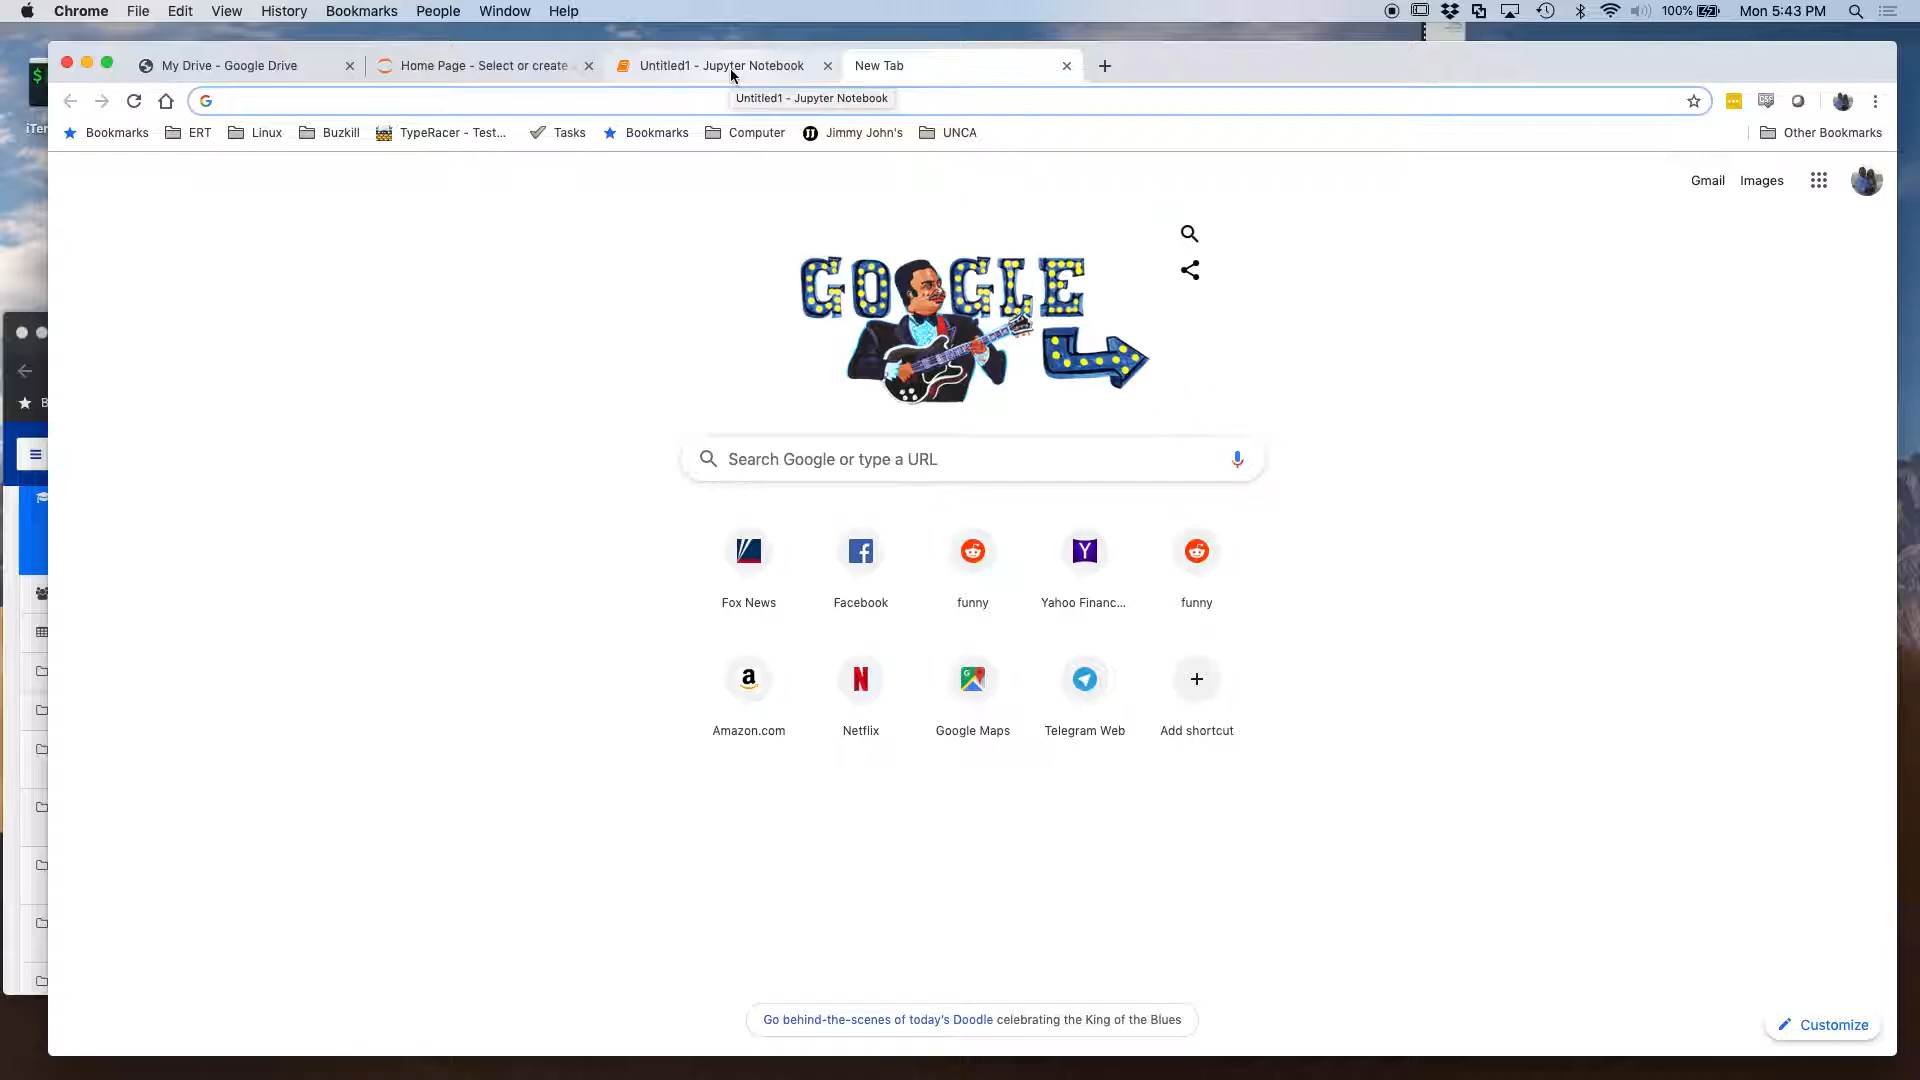 Chrome File Edit View History Bookmarks People Window Help 100% Mon 5:43 PM
My Drive - Google Drive Home Page - Select or create Untitled1 - Jupyter Notebook New Tab
Untitled1 - Jupyter Notebook
Bookmarks ERT Linux Buzkill TypeRacer - Test... Tasks Bookmarks Computer Jimmy John's UNCA Other Bookmarks
Gmail Images
GOOGLE
Search Google or type a URL
Fox News Facebook funny Yahoo Financ... funny
Amazon.com Netflix Google Maps Telegram Web Add shortcut
Go behind-the-scenes of today's Doodle celebrating the King of the Blues
Customize